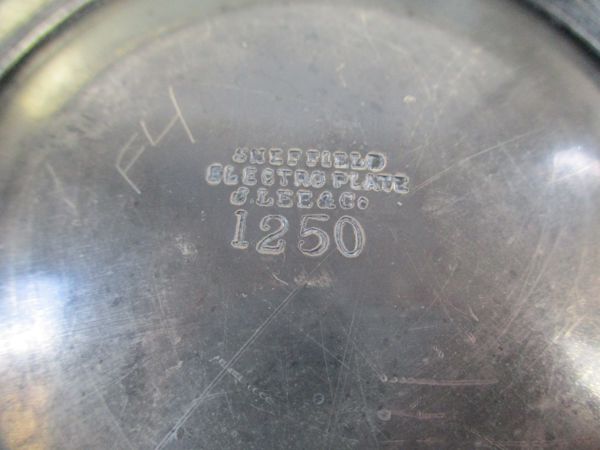 SHEFFIELD
ELECTRO PLATE
J. LEE & Co
1250